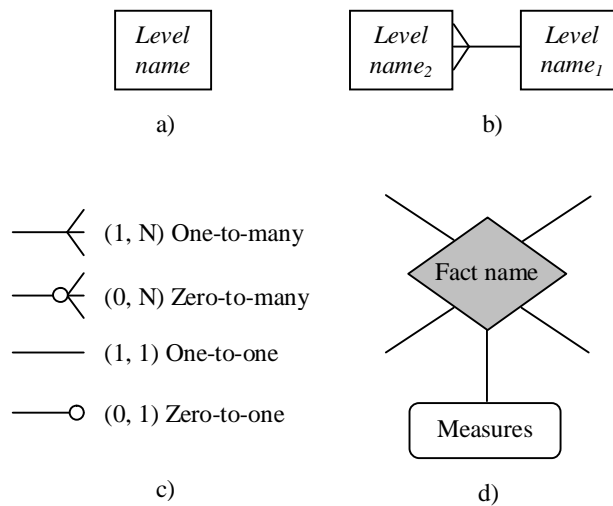 Level
name
a)
Level
name2
Level
name1
b)
(1, N) One-to-many
(0, N) Zero-to-many
(1, 1) One-to-one
(0, 1) Zero-to-one
c)
Fact name
Measures
d)